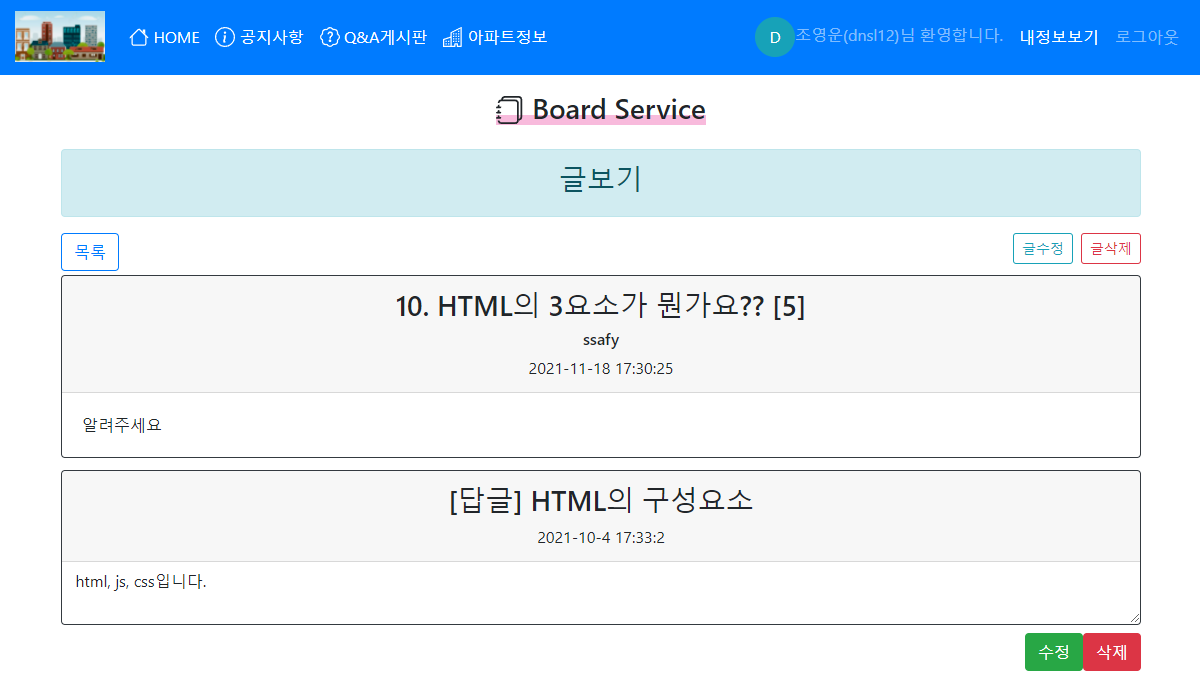 HOME 공지사항 Q&A게시판 아파트정보 D 조영운(dnsl12)님 환영합니다. 내정보보기 로그아웃
Board Service
글보기
목록 글수정 글삭제
10. HTML의 3요소가 뭔가요?? [5]
ssafy
2021-11-18 17:30:25
알려주세요
[답글] HTML의 구성요소
2021-10-4 17:33:2
html, js, css입니다.
수정 삭제